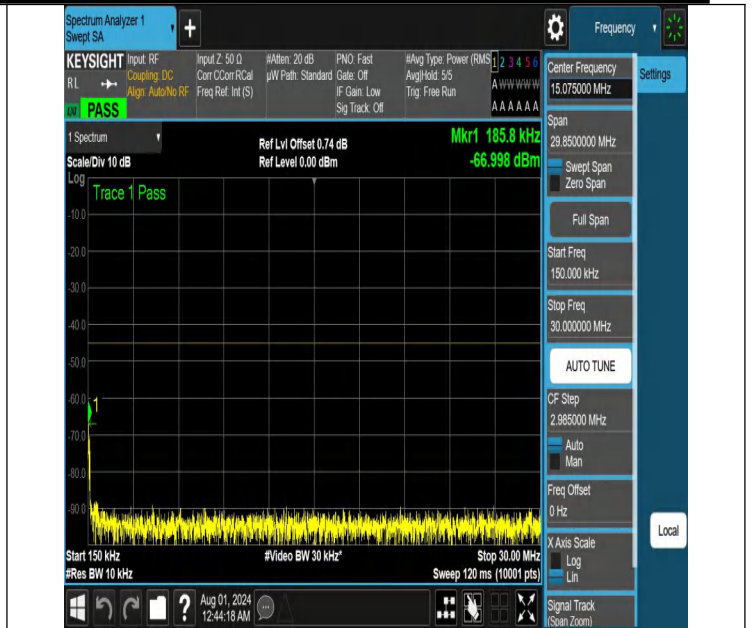 Spectrum Analyzer 1
Swept SA
+
Frequency
KEYSIGHT
RL
PASS
Input: RF
Coupling: DC
Align: Auto/No RF
Input Z: 50 Ω
Corr CCorr RCal
Freq Ref: Int (S)
#Atten: 20 dB
µW Path: Standard
PNO: Fast
Gate: Off
IF Gain: Low
Sig Track: Off
#Avg Type: Power (RMS
Avg|Hold: 5/5
Trig: Free Run
1 2 3 4 5 6
A W W W W W
A A A A A A
1 Spectrum
Scale/Div 10 dB
Ref Lvl Offset 0.74 dB
Ref Level 0.00 dBm
Mkr1 185.8 kHz
-66.998 dBm
Log
Trace 1 Pass
-10.0
-20.0
-30.0
-40.0
-50.0
-60.0
1
-70.0
-80.0
-90.0
Start 150 kHz
#Res BW 10 kHz
#Video BW 30 kHz*
Stop 30.00 MHz
Sweep 120 ms (10001 pts)
Center Frequency
15.075000 MHz
Settings
Span
29.8500000 MHz
Swept Span
Zero Span
Full Span
Start Freq
150.000 kHz
Stop Freq
30.000000 MHz
AUTO TUNE
CF Step
2.985000 MHz
Auto
Man
Freq Offset
0 Hz
Local
X Axis Scale
Log
Lin
Signal Track
(Span Zoom)
?
Aug 01, 2024
12:44:18 AM